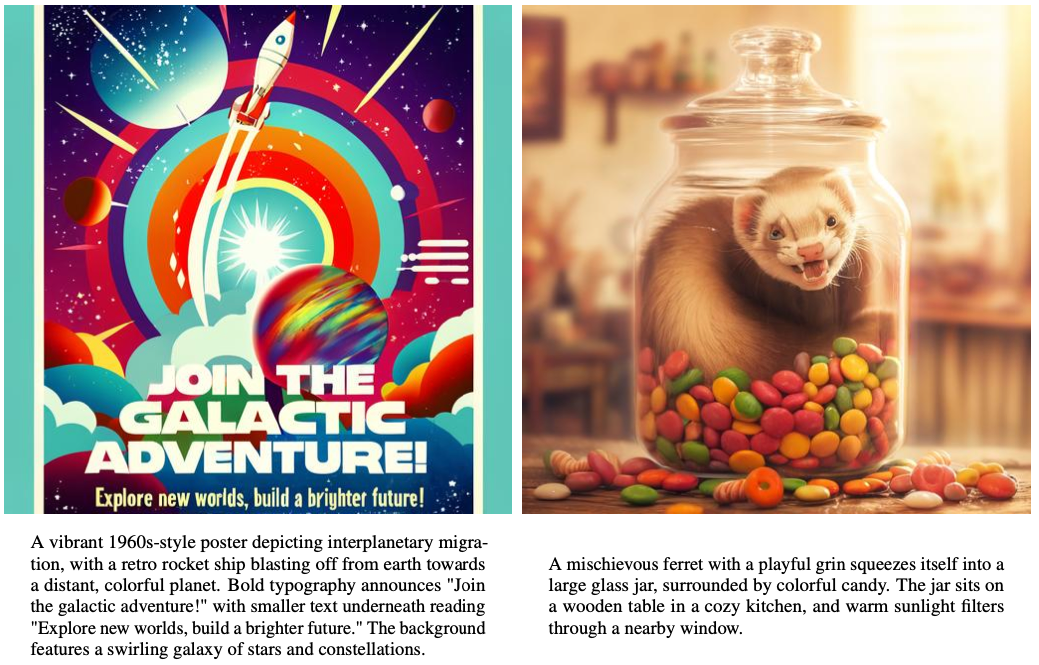 JOIN THE
GALACTIC
ADVENTURE!
Explore new worlds, build a brighter future!
A vibrant 1960s-style poster depicting interplanetary migra-
tion, with a retro rocket ship blasting off from earth towards
a distant, colorful planet. Bold typography announces "Join
the galactic adventure!" with smaller text underneath reading
"Explore new worlds, build a brighter future." The background
features a swirling galaxy of stars and constellations.
A mischievous ferret with a playful grin squeezes itself into a
large glass jar, surrounded by colorful candy. The jar sits on
a wooden table in a cozy kitchen, and warm sunlight filters
through a nearby window.